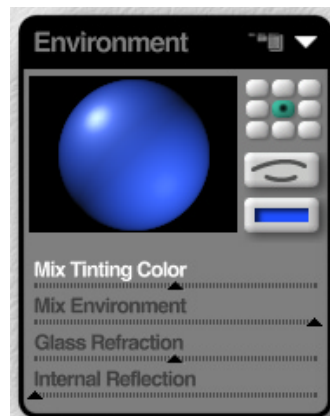 Environment
Mix Tinting Color
Mix Environment
Glass Refraction
Internal Reflection